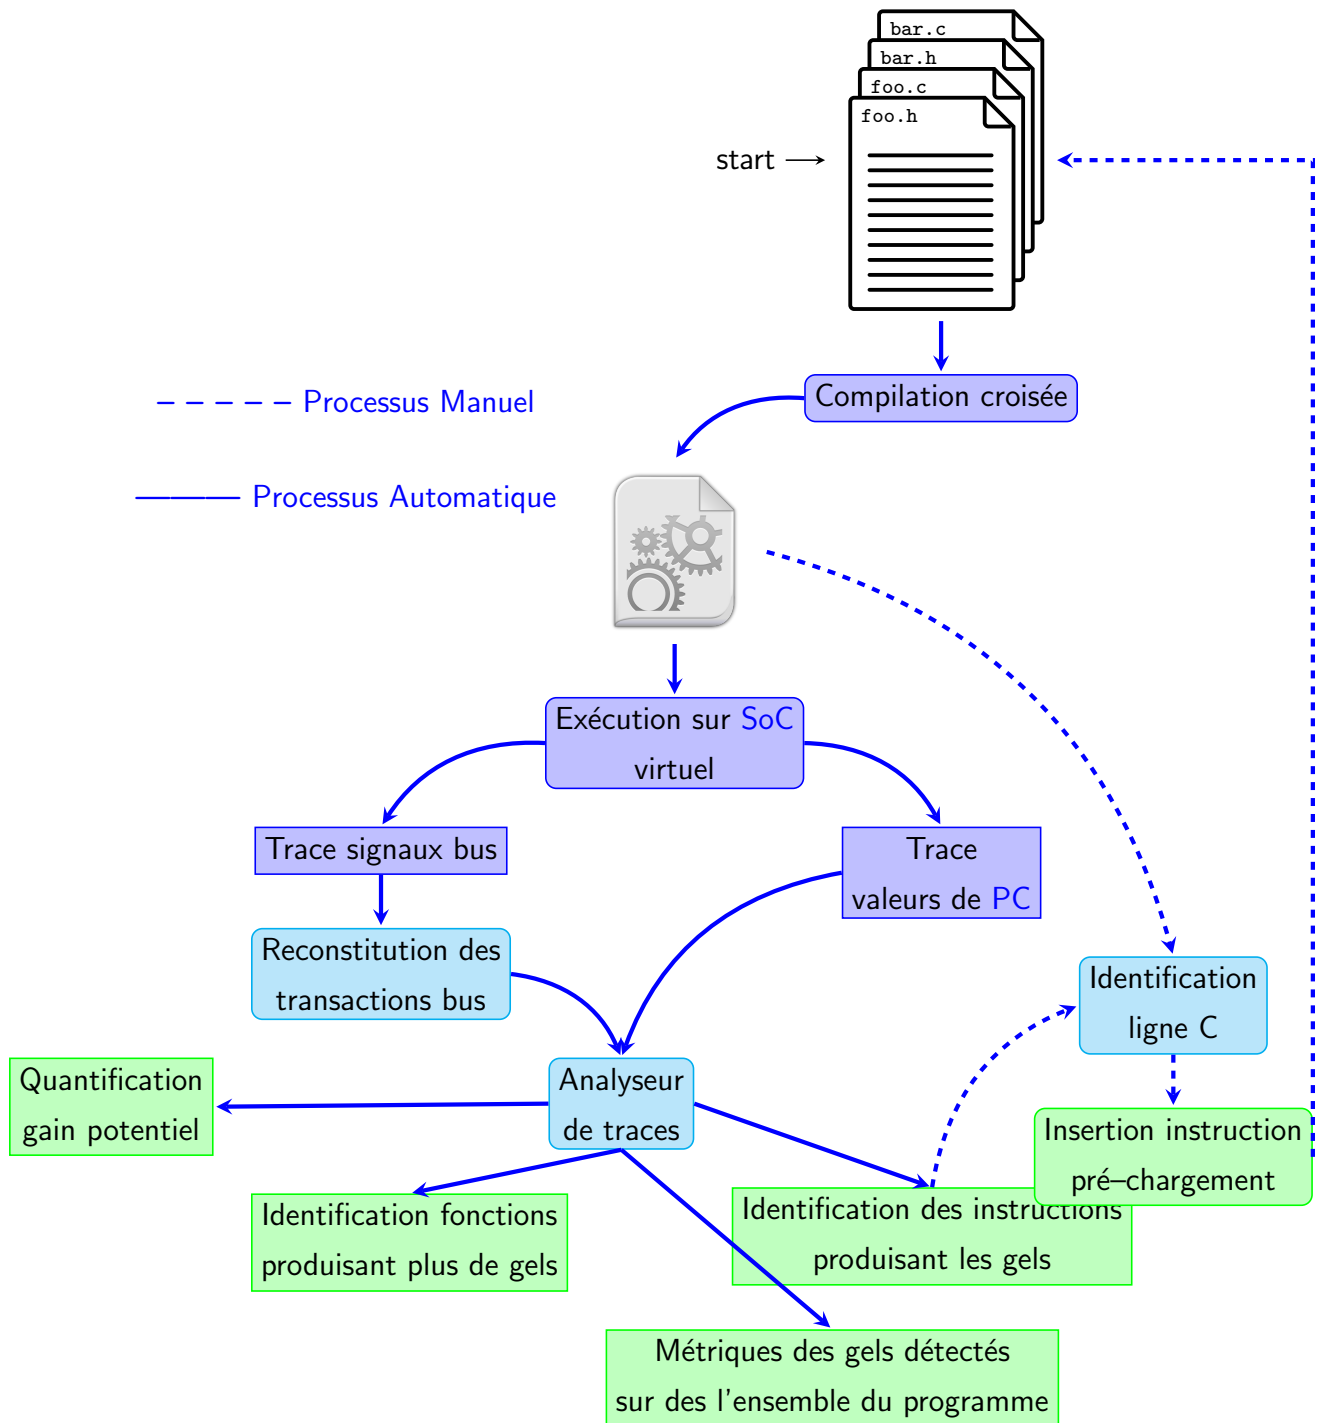 bar.c
bar.h
foo.c
foo.h
start
Compilation croisée
Processus Manuel
Processus Automatique
Exécution sur SoC
virtuel
Trace signaux bus
Trace
valeurs de PC
Reconstitution des
transactions bus
Identification
ligne C
Quantification
gain potentiel
Analyseur
de traces
Insertion instruction
pré–chargement
Identification fonctions
produisant plus de gels
Identification des instructions
produisant les gels
Métriques des gels détectés
sur des l'ensemble du programme